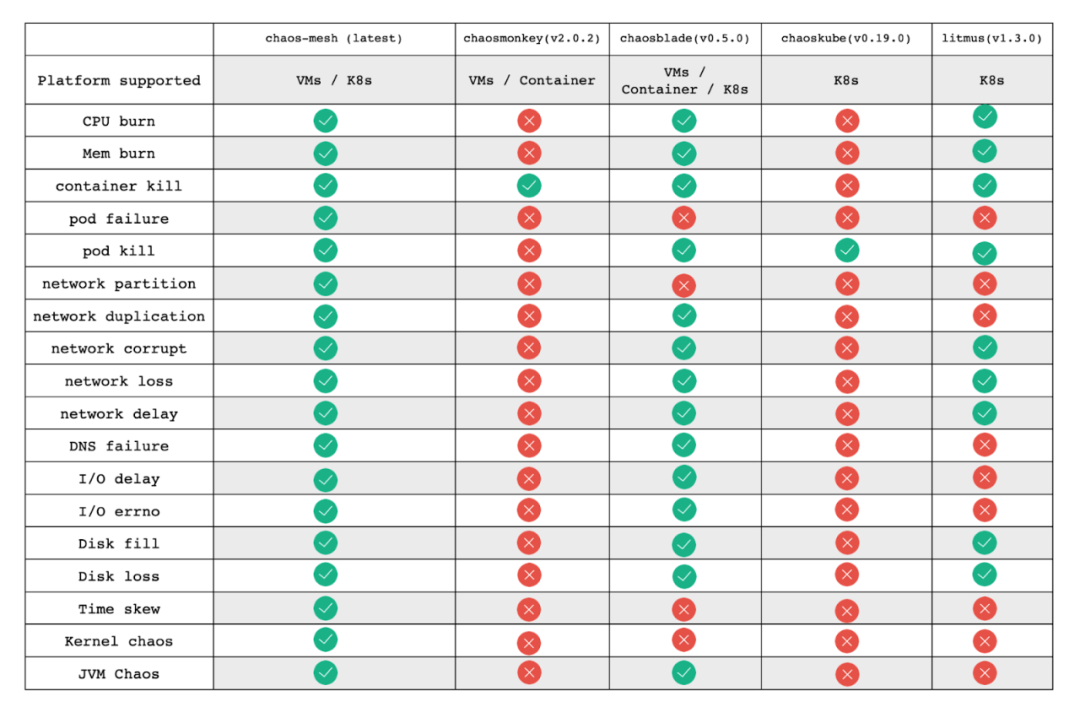 chaos-mesh (latest) chaosmonkey(v2.0.2) chaosblade(v0.5.0) chaoskube(v0.19.0) litmus(v1.3.0)
Platform supported VMs / K8s VMs / Container VMs / Container / K8s K8s K8s
CPU burn
Mem burn
container kill
pod failure
pod kill
network partition
network duplication
network corrupt
network loss
network delay
DNS failure
I/O delay
I/O errno
Disk fill
Disk loss
Time skew
Kernel chaos
JVM Chaos